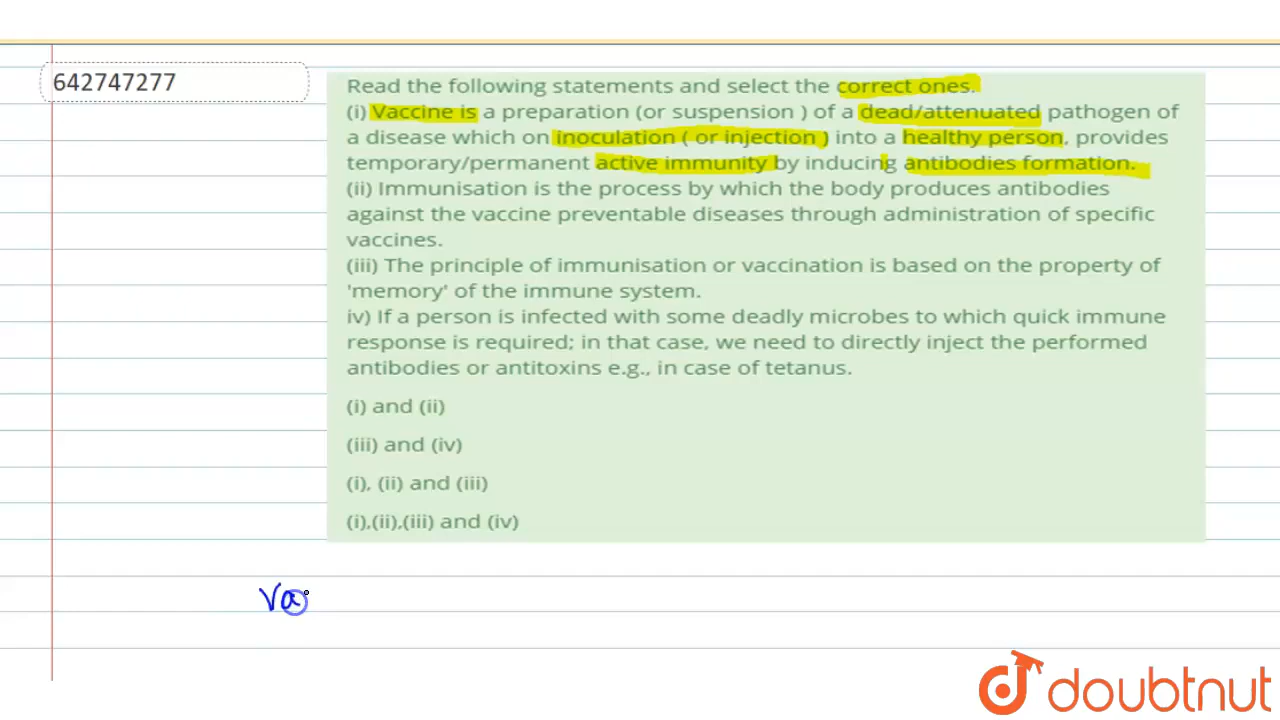 642747277
Read the following statements and select the correct ones.
(i) Vaccine is a preparation (or suspension ) of a dead/attenuated pathogen of
a disease which on inoculation ( or injection ) into a healthy person, provides
temporary/permanent active immunity by inducing antibodies formation.
(ii) Immunisation is the process by which the body produces antibodies
against the vaccine preventable diseases through administration of specific
vaccines.
(iii) The principle of immunisation or vaccination is based on the property of
'memory' of the immune system.
iv) If a person is infected with some deadly microbes to which quick immune
response is required; in that case, we need to directly inject the performed
antibodies or antitoxins e.g., in case of tetanus.
(i) and (ii)
(iii) and (iv)
(i), (ii) and (iii)
(i),(ii),(iii) and (iv)
Va
doubtnut